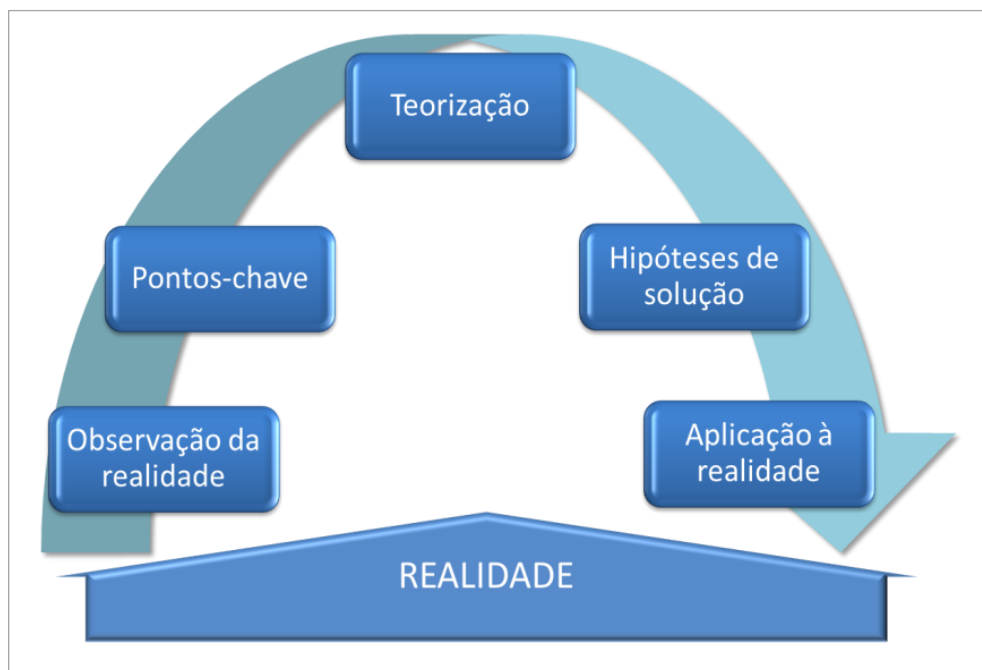 Teorização
Pontos-chave
Hipóteses de
solução
Observação da
realidade
Aplicação à
realidade
REALIDADE